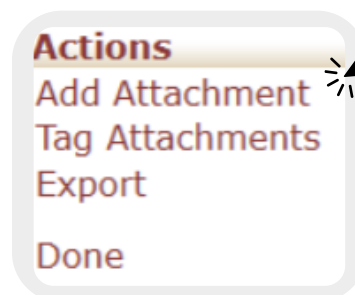 Actions
Add Attachment
Tag Attachments
Export
Done